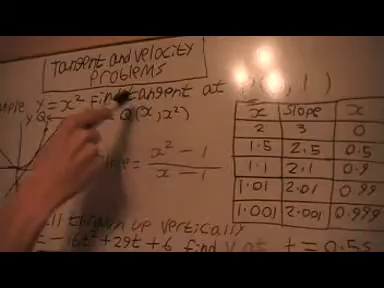 Tangent and velocity
problems
y = x² Find tangent at (1, 1)
y Q Q(x, x²)
x² - 1
x - 1
x slope x
2 3 0
1.5 2.5 0.5
1.1 2.1 0.9
1.01 2.01 0.99
1.001 2.001 0.999
thrown up vertically
= -16t² + 29t + 6 find v at t = 0.5s